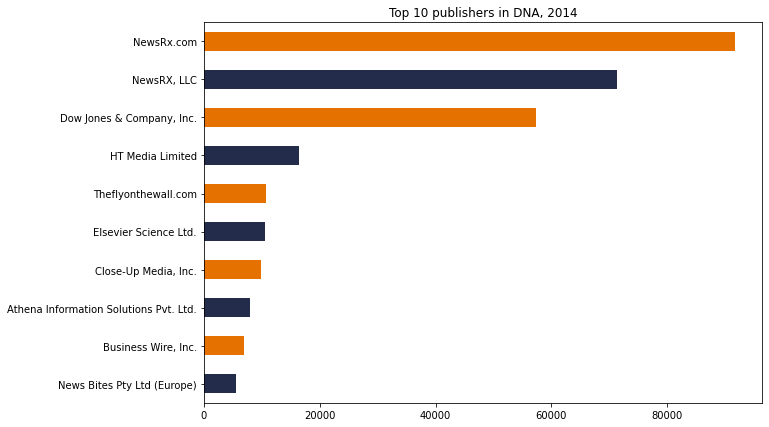 Top 10 publishers in DNA, 2014
NewsRx.com
NewsRX, LLC
Dow Jones & Company, Inc.
HT Media Limited
Theflyonthewall.com
Elsevier Science Ltd.
Close-Up Media, Inc.
Athena Information Solutions Pvt. Ltd.
Business Wire, Inc.
News Bites Pty Ltd (Europe)
0 20000 40000 60000 80000